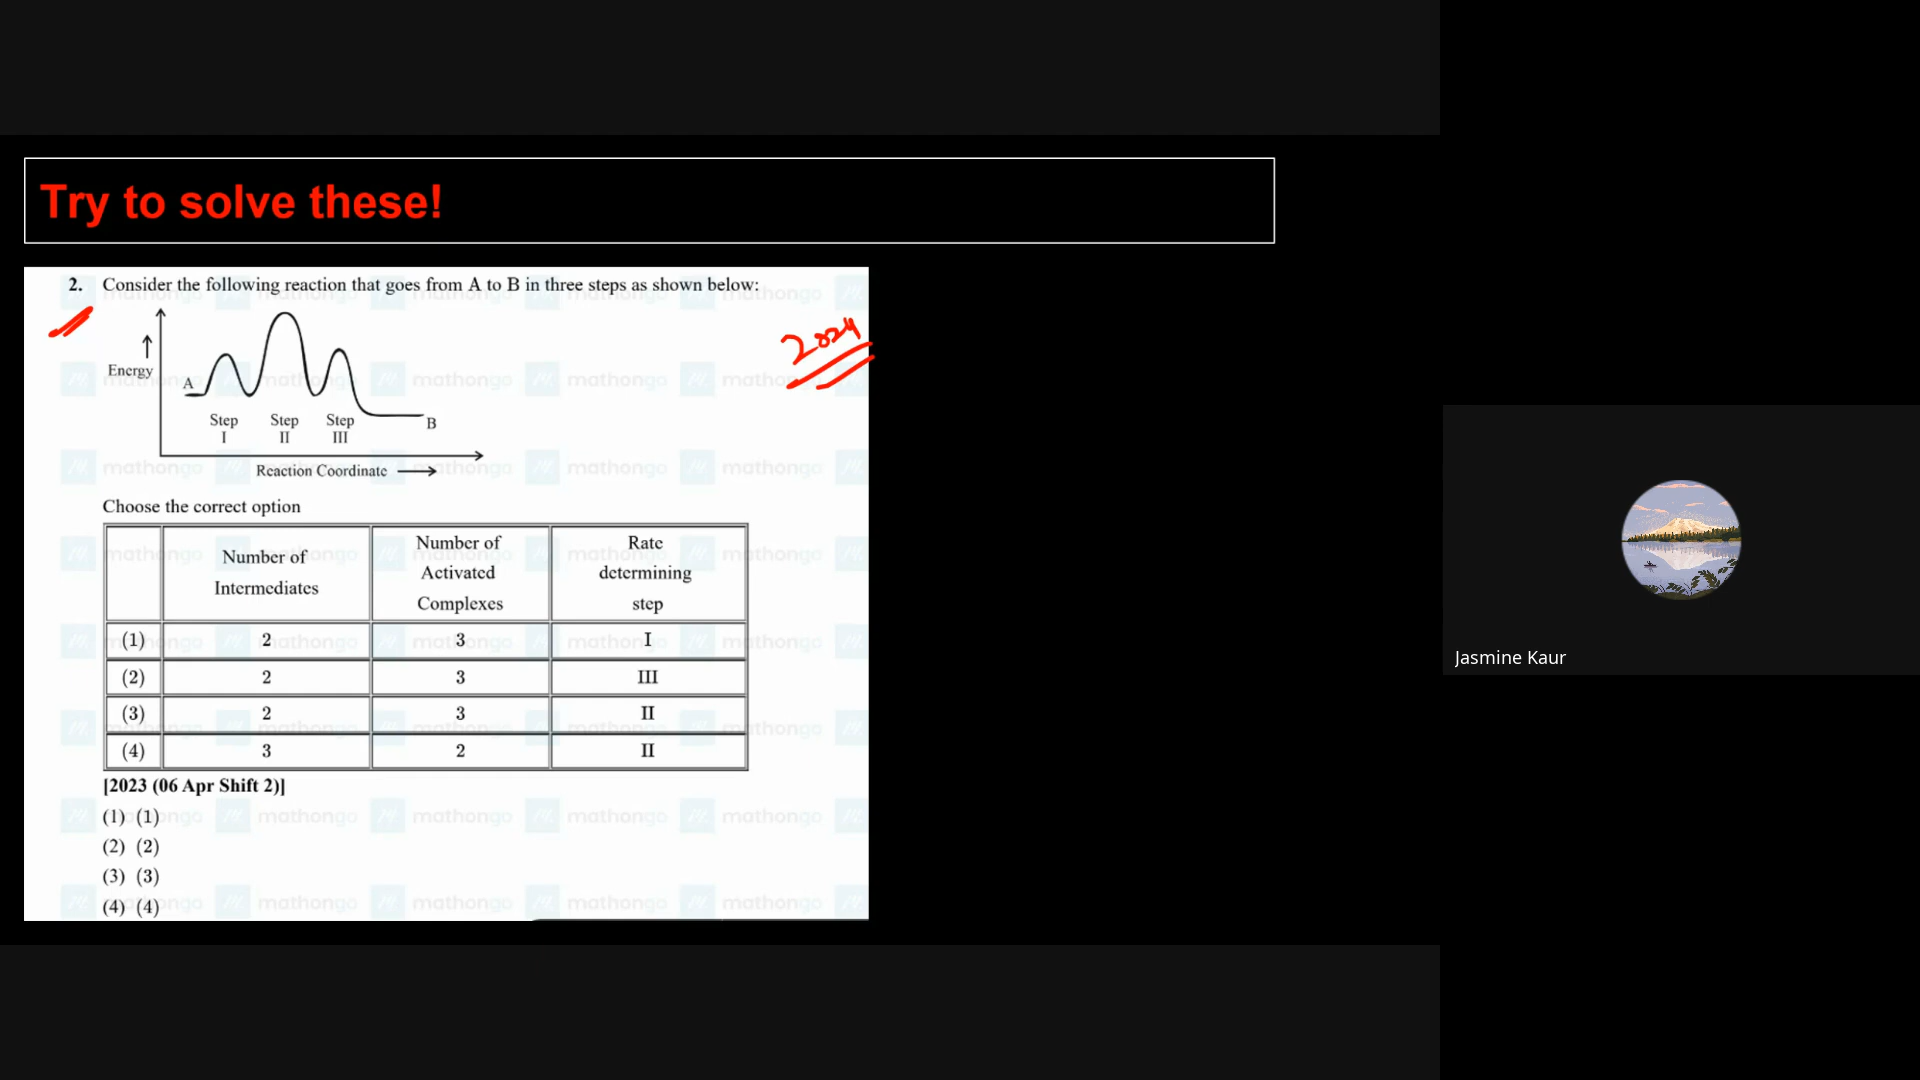 Try to solve these!
2. Consider the following reaction that goes from A to B in three steps as shown below:
2024
↑
Energy
A
Step Step Step
I II III
B
Reaction Coordinate →
Choose the correct option
Number of Intermediates Number of Activated Complexes Rate determining step
(1) 2 3 I
(2) 2 3 III
(3) 2 3 II
(4) 3 2 II
[2023 (06 Apr Shift 2)]
(1) (1)
(2) (2)
(3) (3)
(4) (4)
mathongo
Jasmine Kaur